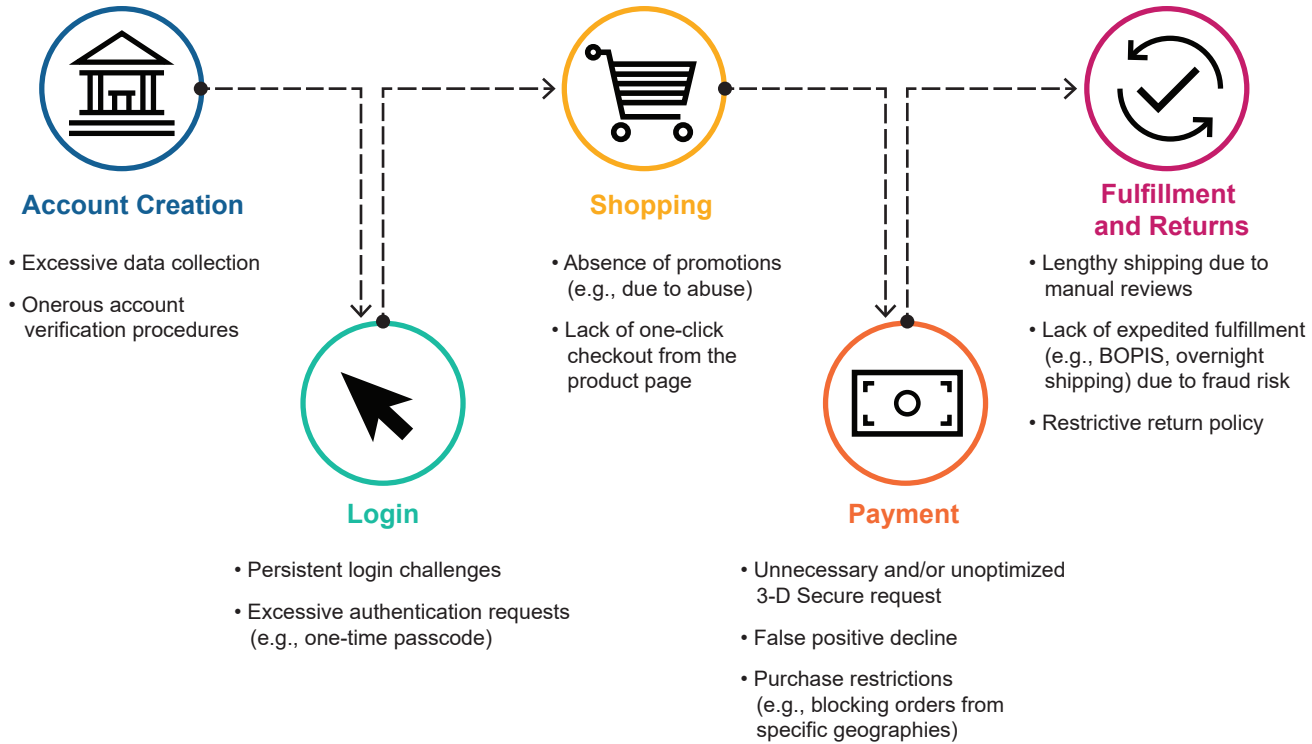 Account Creation
• Excessive data collection
• Onerous account
verification procedures
Login
• Persistent login challenges
• Excessive authentication requests
(e.g., one-time passcode)
Shopping
• Absence of promotions
(e.g., due to abuse)
• Lack of one-click
checkout from the
product page
Payment
• Unnecessary and/or unoptimized
3-D Secure request
• False positive decline
• Purchase restrictions
(e.g., blocking orders from
specific geographies)
Fulfillment
and Returns
• Lengthy shipping due to
manual reviews
• Lack of expedited fulfillment
(e.g., BOPIS, overnight
shipping) due to fraud risk
• Restrictive return policy